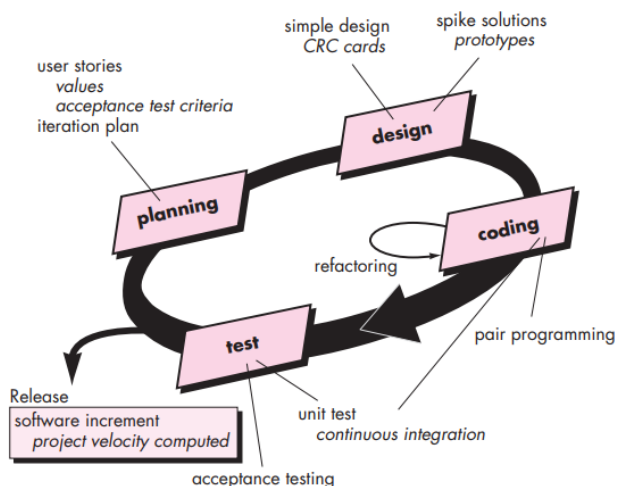 simple design
CRC cards
spike solutions
prototypes
user stories
values
acceptance test criteria
iteration plan
design
planning
coding
refactoring
test
pair programming
Release
software increment
project velocity computed
unit test
continuous integration
acceptance testing